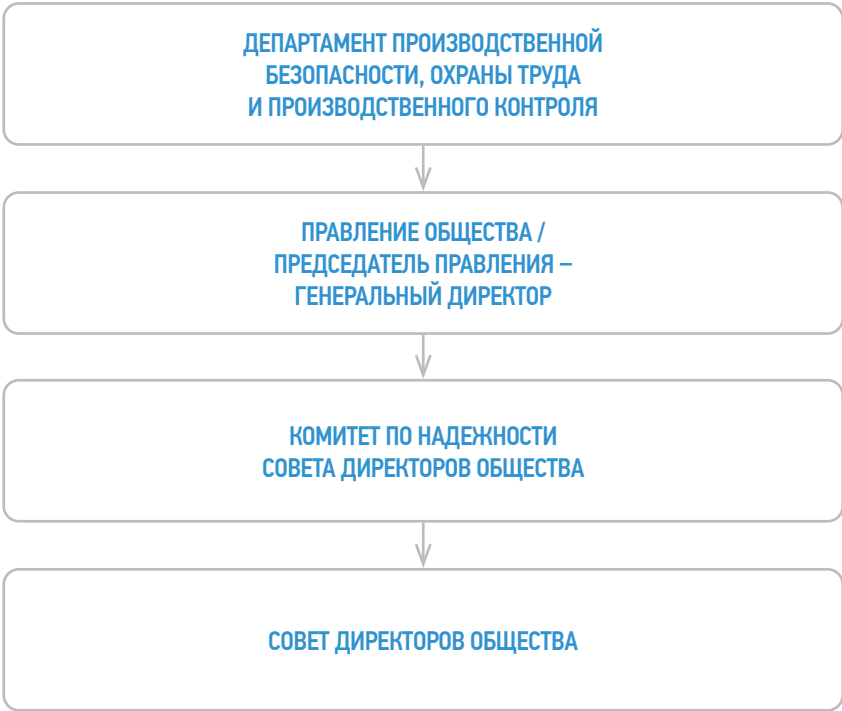 ДЕПАРТАМЕНТ ПРОИЗВОДСТВЕННОЙ
БЕЗОПАСНОСТИ, ОХРАНЫ ТРУДА
И ПРОИЗВОДСТВЕННОГО КОНТРОЛЯ
ПРАВЛЕНИЕ ОБЩЕСТВА /
ПРЕДСЕДАТЕЛЬ ПРАВЛЕНИЯ –
ГЕНЕРАЛЬНЫЙ ДИРЕКТОР
КОМИТЕТ ПО НАДЕЖНОСТИ
СОВЕТА ДИРЕКТОРОВ ОБЩЕСТВА
СОВЕТ ДИРЕКТОРОВ ОБЩЕСТВА